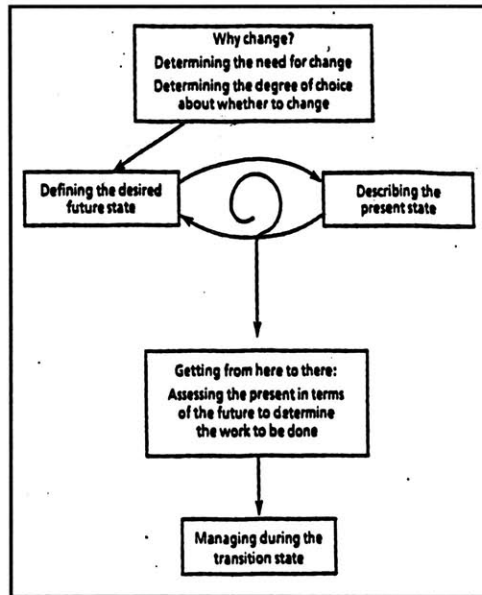 Why change?
Determining the need for change
Determining the degree of choice
about whether to change
Defining the desired
future state
Describing the
present state
Getting from here to there:
Assessing the present in terms
of the future to determine
the work to be done
Managing during the
transition state